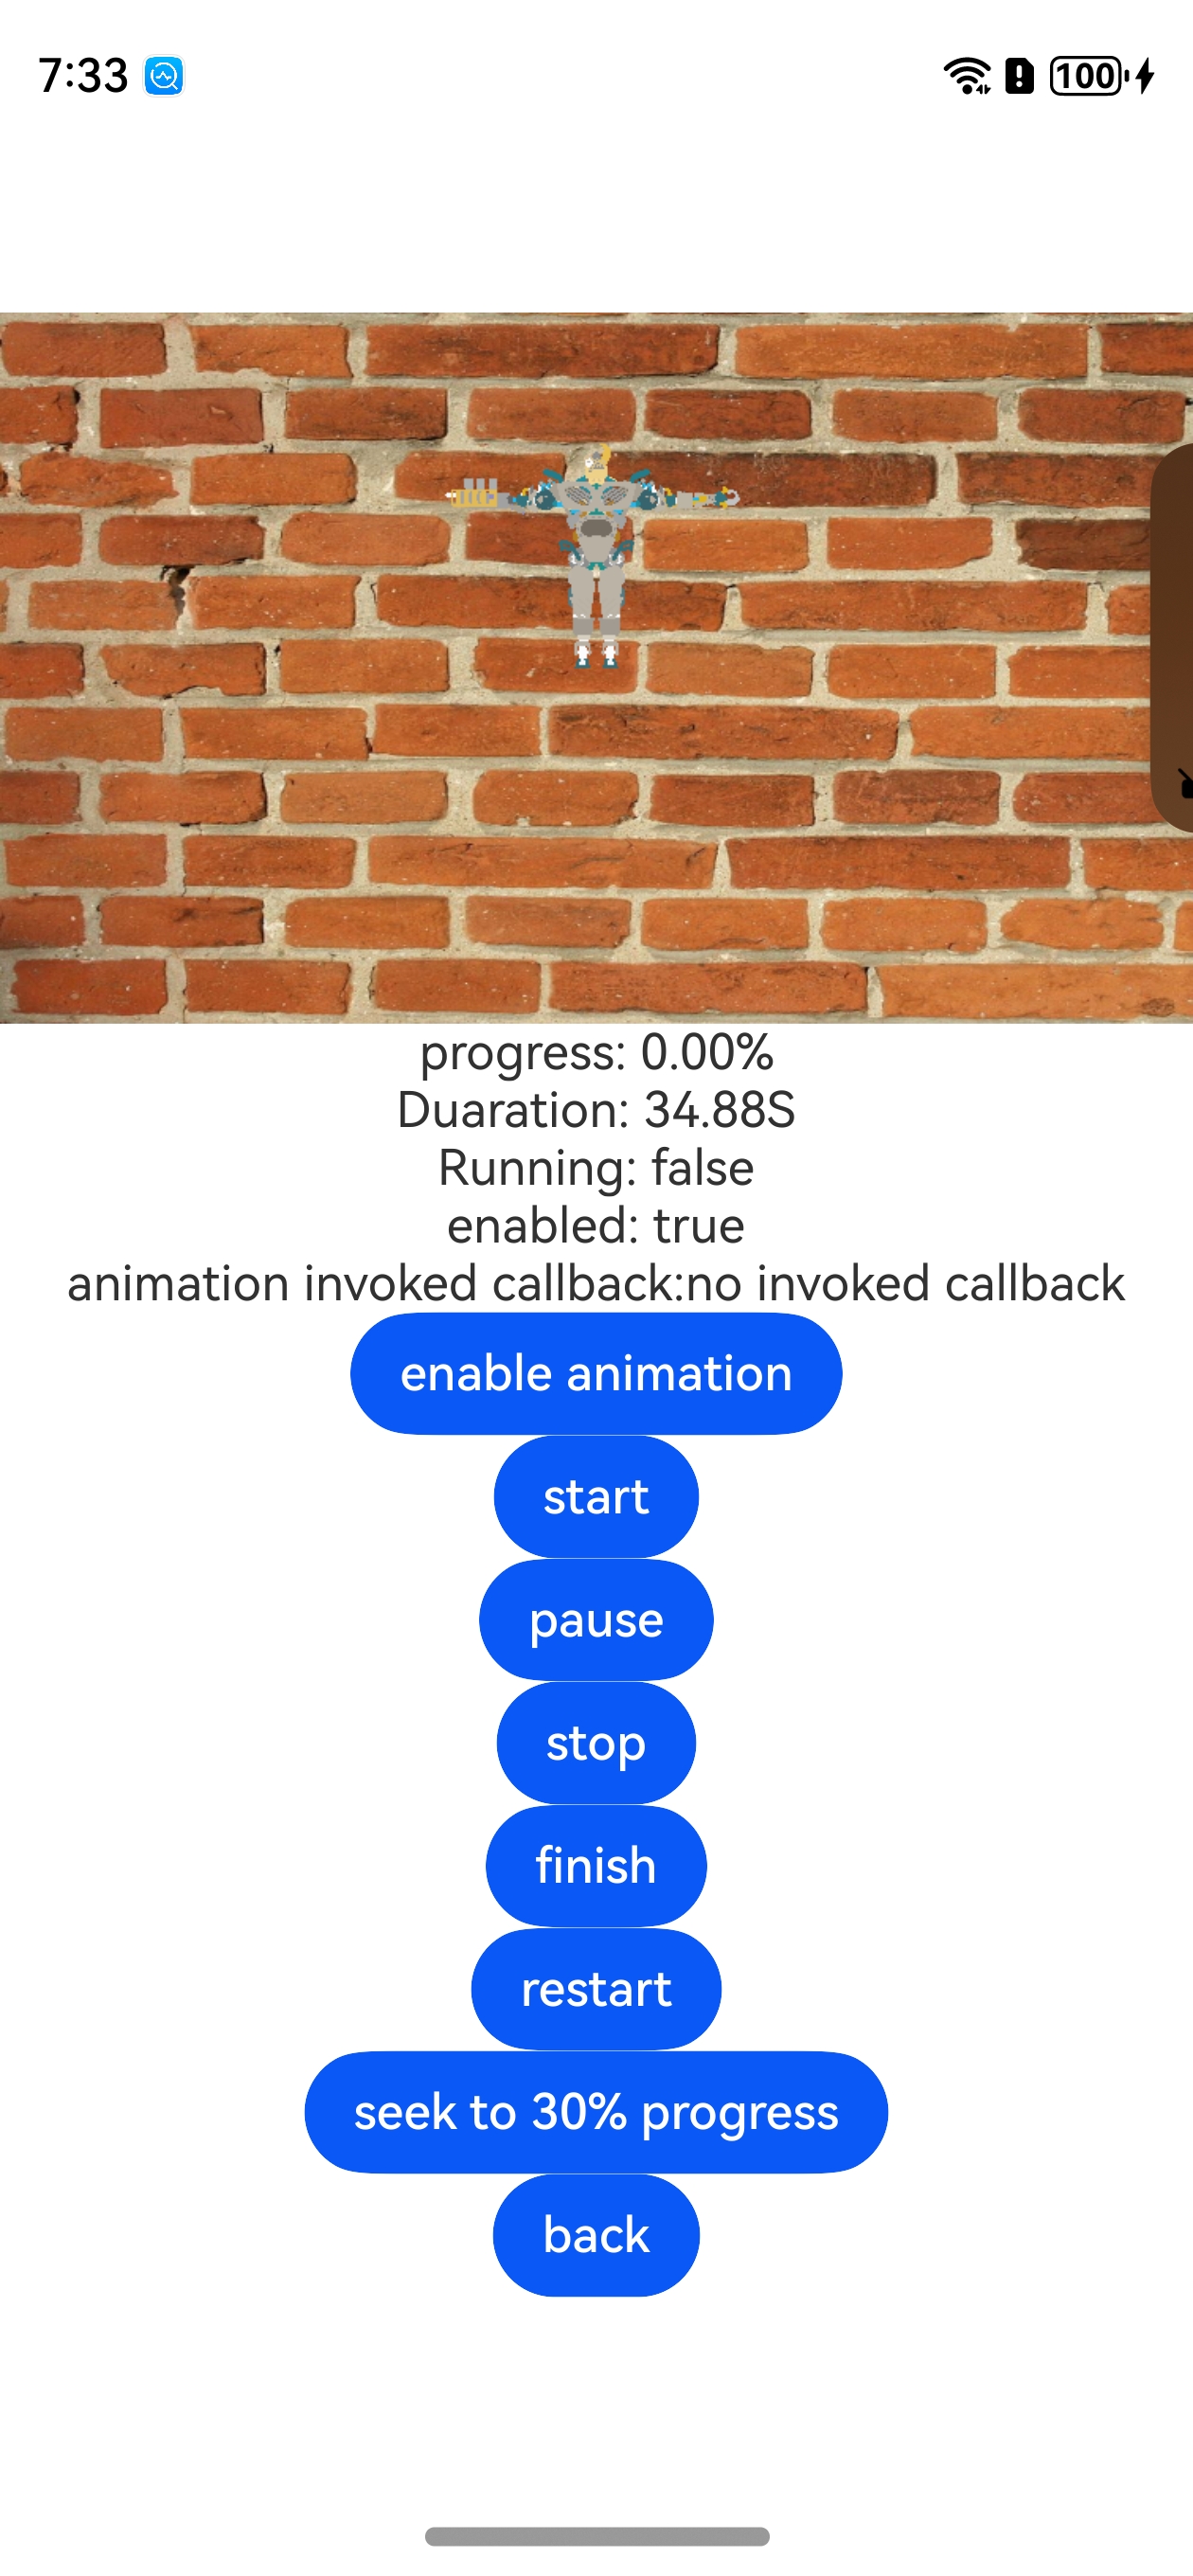 7:33
100
progress: 0.00%
Duaration: 34.88S
Running: false
enabled: true
animation invoked callback:no invoked callback
enable animation
start
pause
stop
finish
restart
seek to 30% progress
back